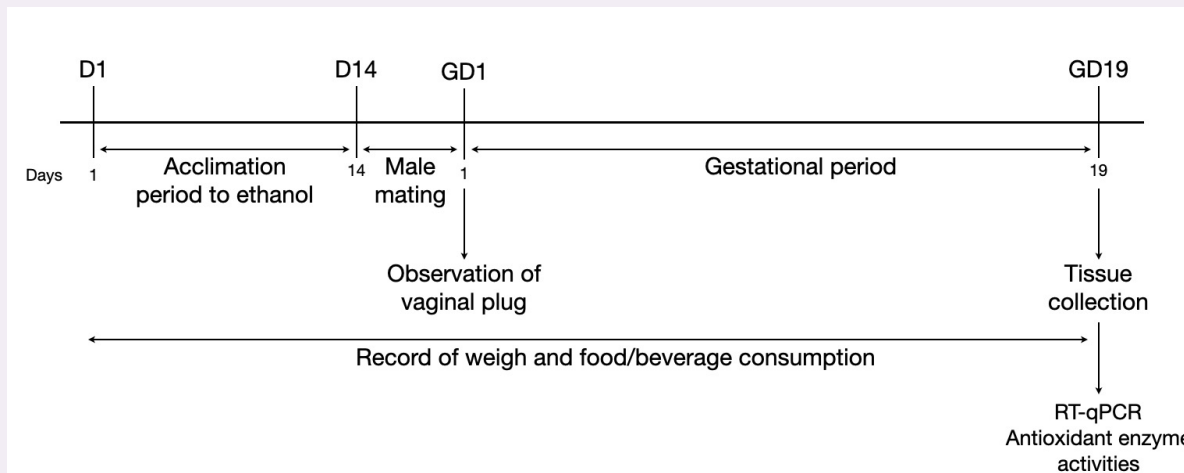 D1
D14
GD1
GD19
Days
1
Acclimation
period to ethanol
14
Male
mating
1
Gestational period
19
Observation of
vaginal plug
Tissue
collection
Record of weigh and food/beverage consumption
RT-qPCR
Antioxidant enzyme
activities